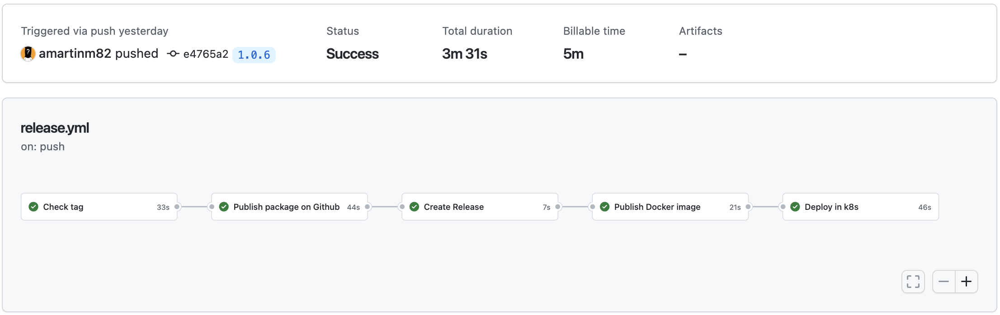 Triggered via push yesterday
amartinm82 pushed e4765a2 1.0.6
Status
Success
Total duration
3m 31s
Billable time
5m
Artifacts
–
release.yml
on: push
Check tag 33s
Publish package on Github 44s
Create Release 7s
Publish Docker image 21s
Deploy in k8s 46s